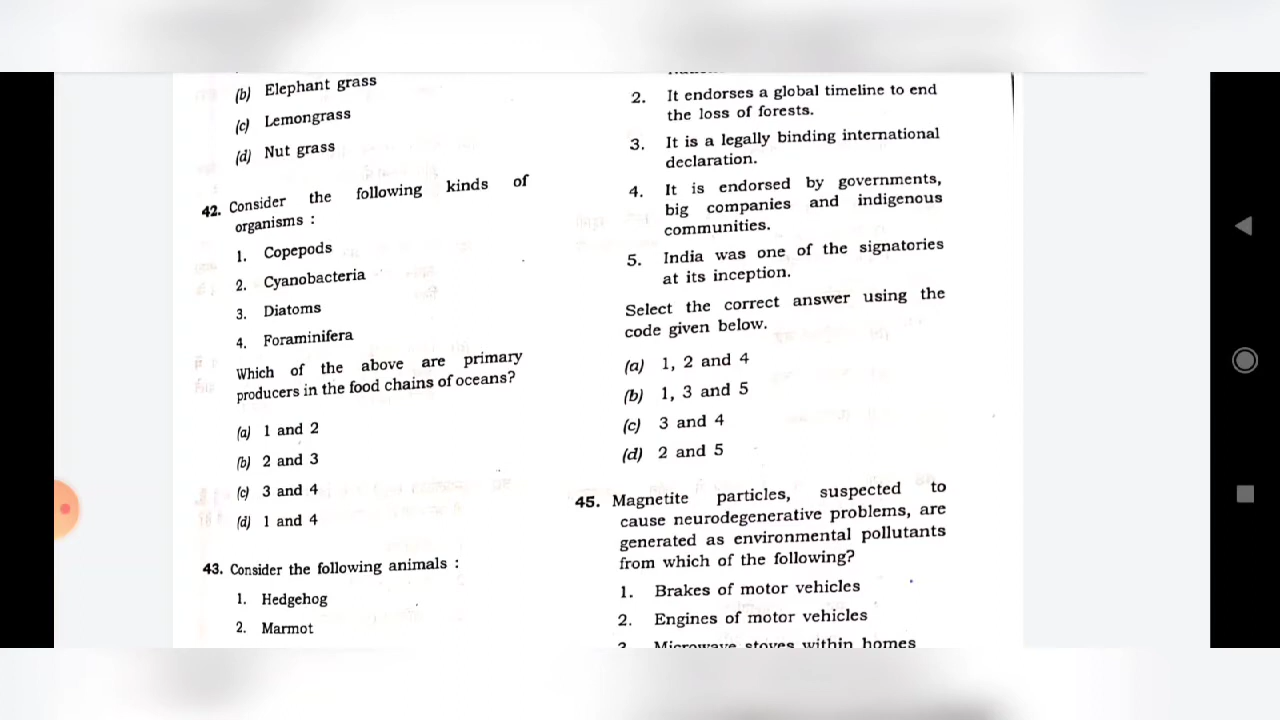 (b) Elephant grass
(c) Lemongrass
(d) Nut grass
42. Consider the following kinds of
organisms :
1. Copepods
2. Cyanobacteria
3. Diatoms
4. Foraminifera
Which of the above are primary
producers in the food chains of oceans?
(a) 1 and 2
(b) 2 and 3
(c) 3 and 4
(d) 1 and 4
43. Consider the following animals :
1. Hedgehog
2. Marmot
2. It endorses a global timeline to end
the loss of forests.
3. It is a legally binding international
declaration.
4. It is endorsed by governments,
big companies and indigenous
communities.
5. India was one of the signatories
at its inception.
Select the correct answer using the
code given below.
(a) 1, 2 and 4
(b) 1, 3 and 5
(c) 3 and 4
(d) 2 and 5
45. Magnetite particles, suspected to
cause neurodegenerative problems, are
generated as environmental pollutants
from which of the following?
1. Brakes of motor vehicles
2. Engines of motor vehicles
3. Microwave stoves within homes